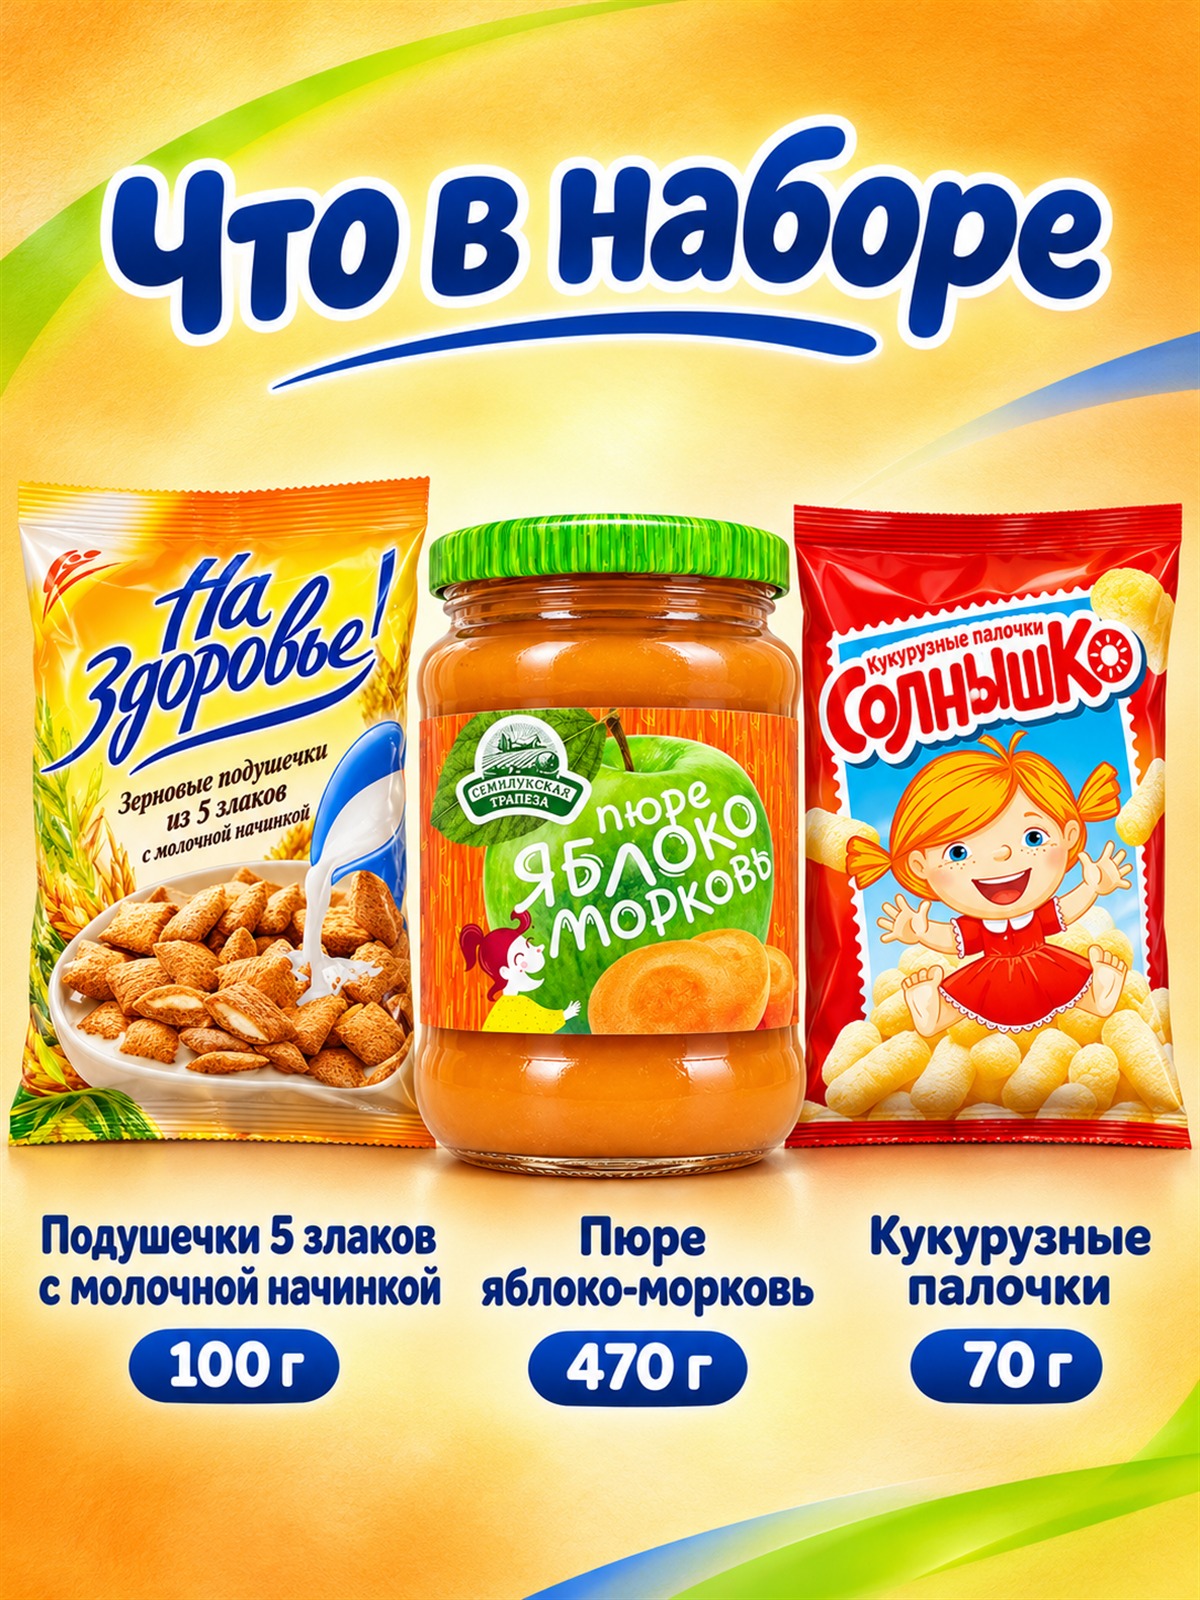 Что в наборе
На
Здоровье!
Зерновые подушечки
из 5 злаков
с молочной начинкой
СЕМИЛУКСКАЯ
ТРАПЕЗА
ПЮРЕ
ЯБЛОКО
МОРКОВЬ
Кукурузные палочки
СОЛНЫШКО
Подушечки 5 злаков
с молочной начинкой
100 г
Пюре
яблоко-морковь
470 г
Кукурузные
палочки
70 г